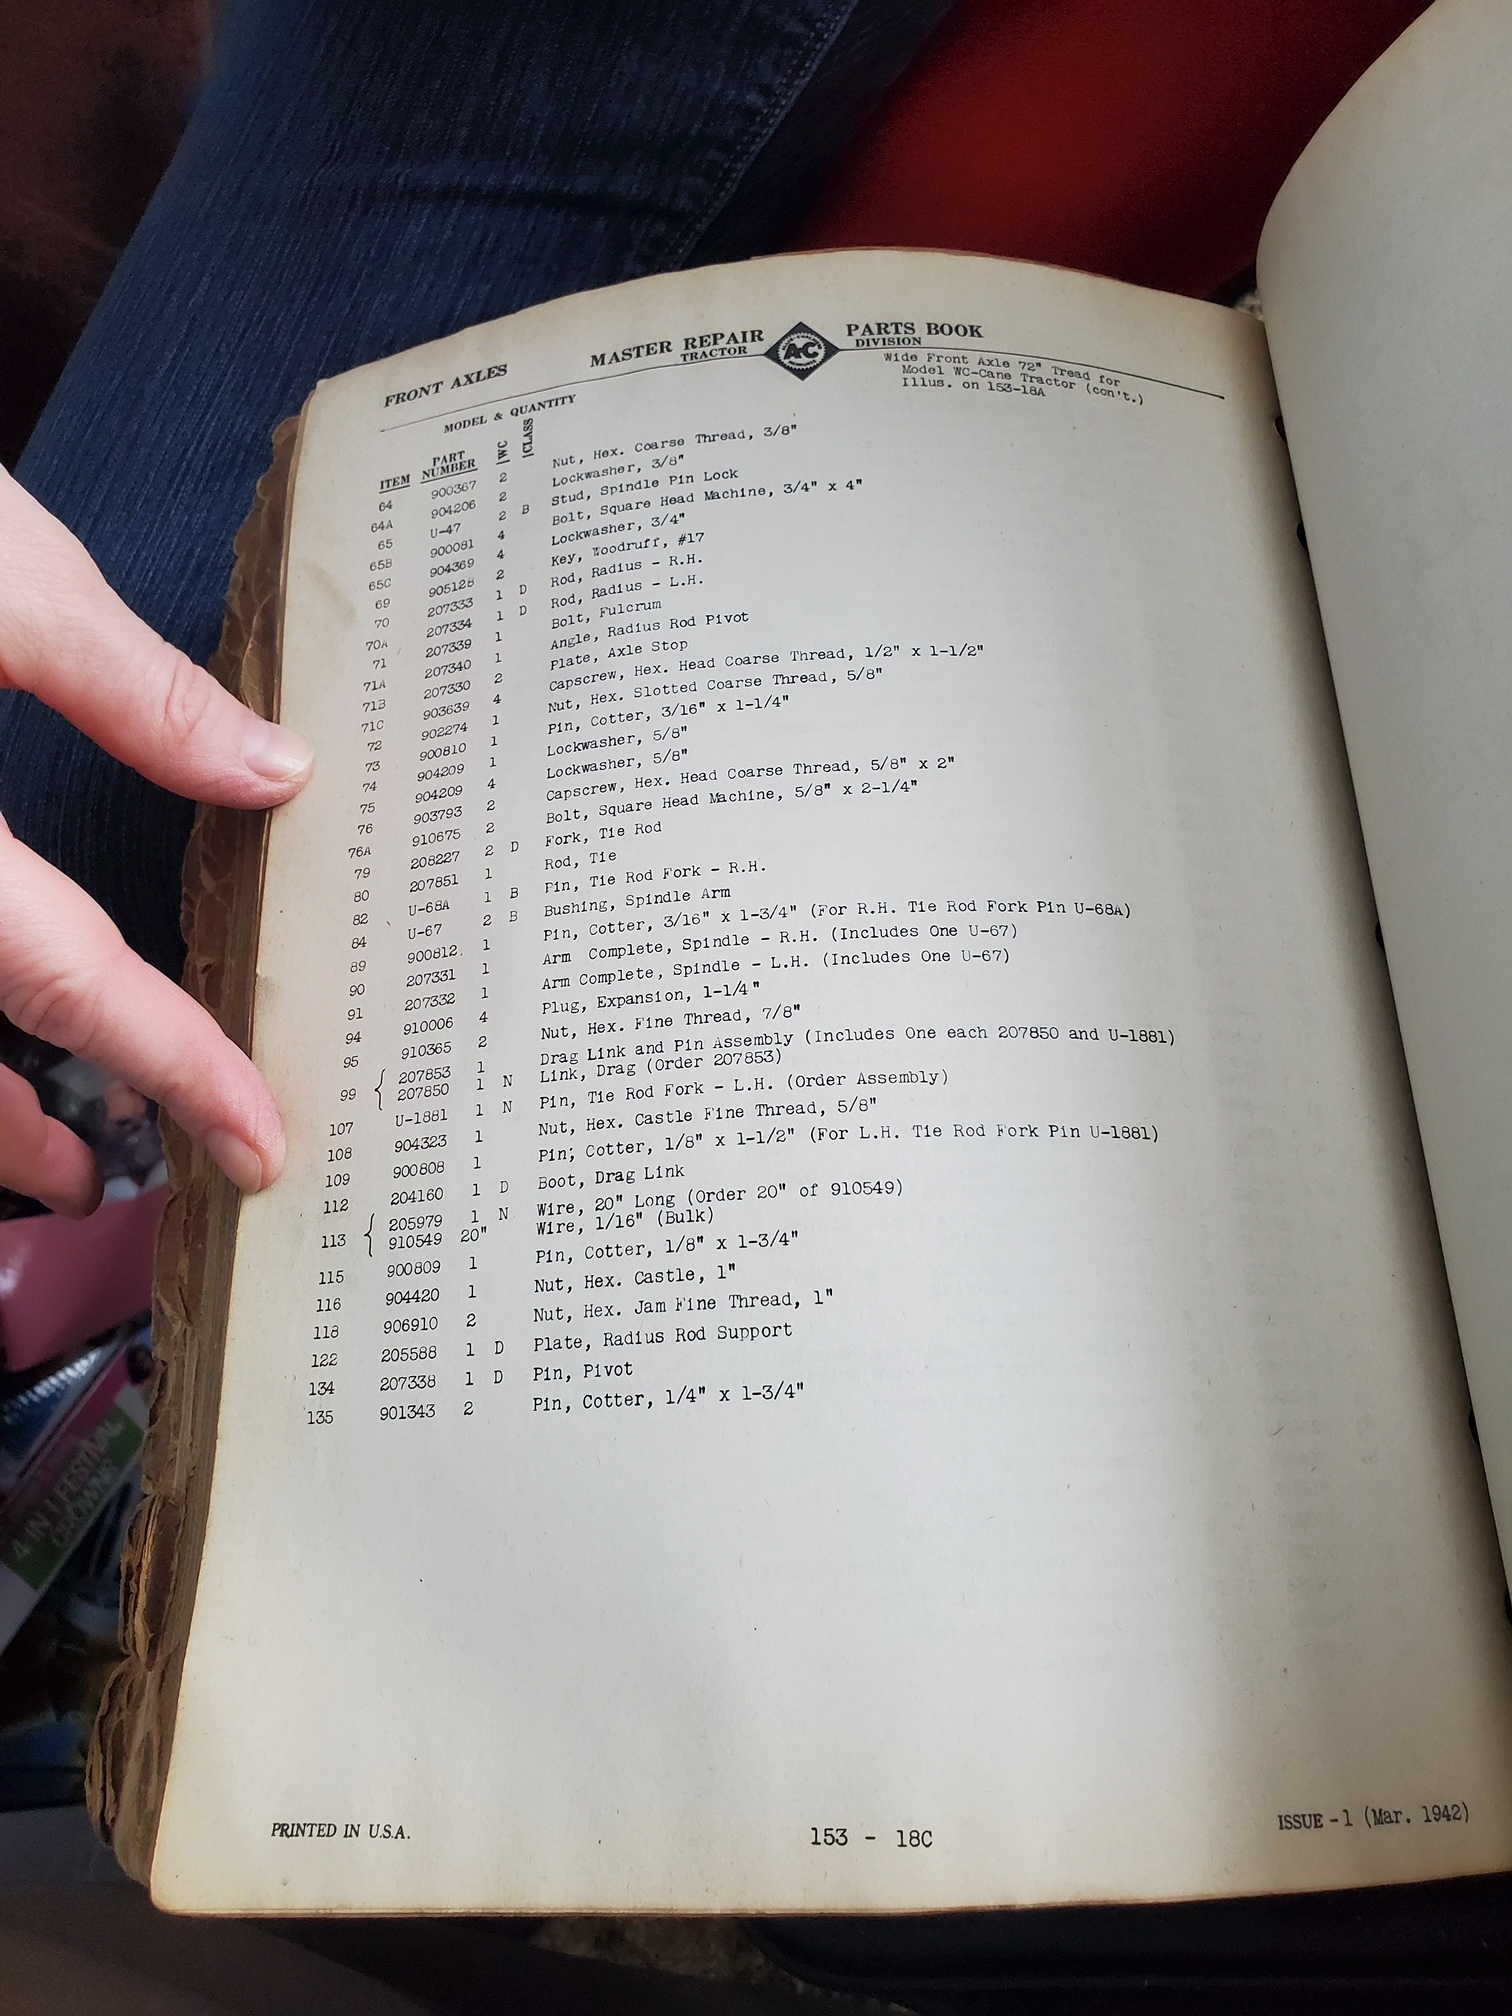 FRONT AXLES
MASTER REPAIR PARTS BOOK
TRACTOR DIVISION
A-C
Wide Front Axle 72" Tread for
Model WC-Cane Tractor (con't.)
Illus. on 153-18A
MODEL & QUANTITY
ITEM PART NUMBER WC CLASS
64 900367 2 Nut, Hex. Coarse Thread, 3/8"
64A 904206 2 Lockwasher, 3/8"
65 U-47 2 B Stud, Spindle Pin Lock
65B 900081 4 Bolt, Square Head Machine, 3/4" x 4"
65C 904369 4 Lockwasher, 3/4"
69 905128 2 Key, Woodruff, #17
70 207333 1 D Rod, Radius - R.H.
70A 207334 1 D Rod, Radius - L.H.
71 207339 1 Bolt, Fulcrum
71A 207340 1 Angle, Radius Rod Pivot
71B 207330 2 Plate, Axle Stop
71C 903639 4 Capscrew, Hex. Head Coarse Thread, 1/2" x 1-1/2"
72 902274 1 Nut, Hex. Slotted Coarse Thread, 5/8"
73 900810 1 Pin, Cotter, 3/16" x 1-1/4"
74 904209 1 Lockwasher, 5/8"
75 904209 4 Lockwasher, 5/8"
76 903793 2 Capscrew, Hex. Head Coarse Thread, 5/8" x 2"
76A 910675 2 Bolt, Square Head Machine, 5/8" x 2-1/4"
79 208227 2 D Fork, Tie Rod
80 207851 1 Rod, Tie
82 U-68A 1 B Pin, Tie Rod Fork - R.H.
84 U-67 2 B Bushing, Spindle Arm
89 900812 1 Pin, Cotter, 3/16" x 1-3/4" (For R.H. Tie Rod Fork Pin U-68A)
90 207331 1 Arm Complete, Spindle - R.H. (Includes One U-67)
91 207332 1 Arm Complete, Spindle - L.H. (Includes One U-67)
94 910006 4 Plug, Expansion, 1-1/4"
95 910365 2 Nut, Hex. Fine Thread, 7/8"
99 { 207853 1 Drag Link and Pin Assembly (Includes One each 207850 and U-1881)
207850 1 N Link, Drag (Order 207853)
107 U-1881 1 N Pin, Tie Rod Fork - L.H. (Order Assembly)
108 904323 1 Nut, Hex. Castle Fine Thread, 5/8"
109 900808 1 Pin; Cotter, 1/8" x 1-1/2" (For L.H. Tie Rod Fork Pin U-1881)
112 204160 1 D Boot, Drag Link
113 { 205979 1 N Wire, 20" Long (Order 20" of 910549)
910549 20" Wire, 1/16" (Bulk)
115 900809 1 Pin, Cotter, 1/8" x 1-3/4"
116 904420 1 Nut, Hex. Castle, 1"
118 906910 2 Nut, Hex. Jam Fine Thread, 1"
122 205588 1 D Plate, Radius Rod Support
134 207338 1 D Pin, Pivot
135 901343 2 Pin, Cotter, 1/4" x 1-3/4"
PRINTED IN U.S.A.
153 - 18C
ISSUE - 1 (Mar. 1942)
4 IN 1 FESTIVAL
CROWNS